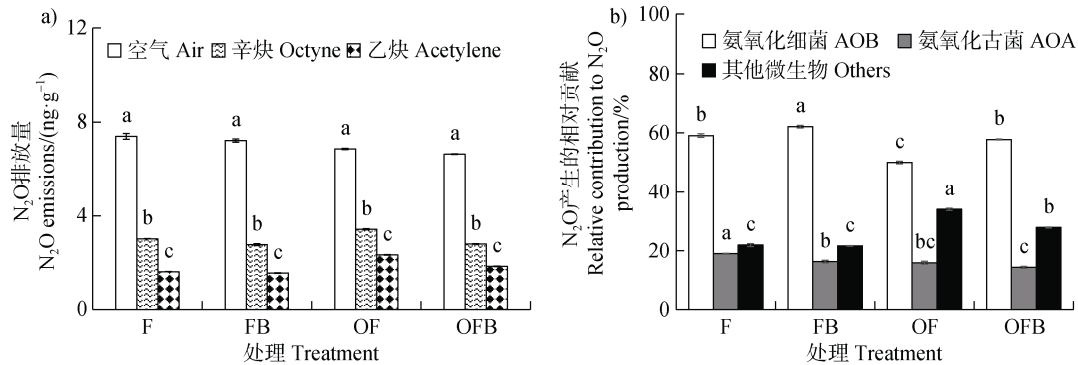 a)
12
8
4
0
N₂O排放量
N₂O emissions/(ng·g⁻¹)
空气 Air 辛炔 Octyne 乙炔 Acetylene
a a a a
b b b b
c c c c
F FB OF OFB
处理 Treatment
b)
100
80
60
40
20
0
N₂O产生的相对贡献
Relative contribution to N₂O
production/%
氨氧化细菌 AOB 氨氧化古菌 AOA
其他微生物 Others
b a c b
a b bc c
c c a b
F FB OF OFB
处理 Treatment